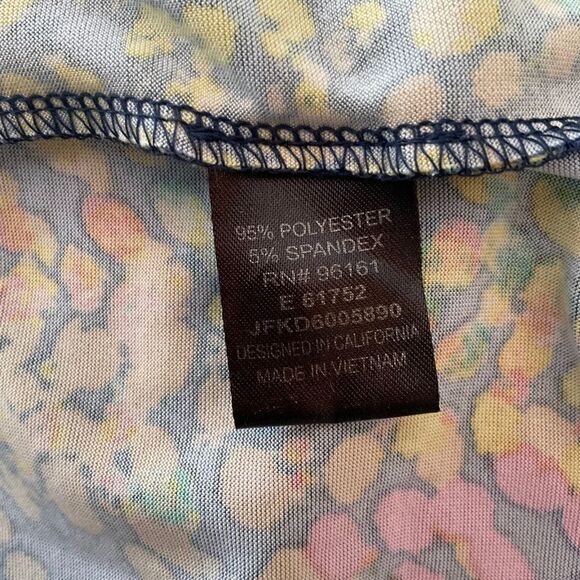 95% POLYESTER
5% SPANDEX
RN# 96161
E 61752
JFKD6005890
DESIGNED IN CALIFORNIA
MADE IN VIETNAM